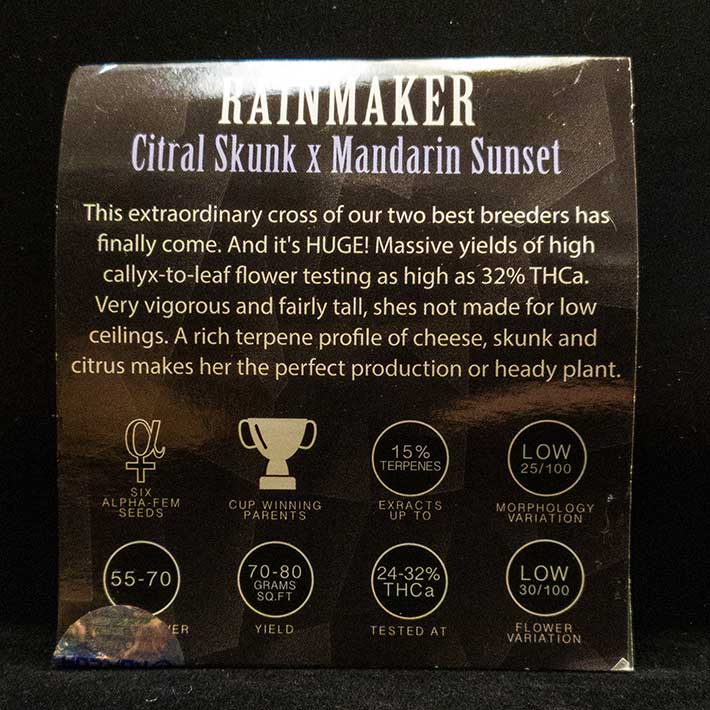 RAINMAKER
Citral Skunk x Mandarin Sunset
This extraordinary cross of our two best breeders has
finally come. And it's HUGE! Massive yields of high
callyx-to-leaf flower testing as high as 32% THCa.
Very vigorous and fairly tall, shes not made for low
ceilings. A rich terpene profile of cheese, skunk and
citrus makes her the perfect production or heady plant.
SIX
ALPHA-FEM
SEEDS
CUP WINNING
PARENTS
15%
TERPENES
EXTRACTS
UP TO
LOW
25/100
MORPHOLOGY
VARIATION
55-70
70-80
GRAMS
SQ.FT
YIELD
24-32%
THCa
TESTED AT
LOW
30/100
FLOWER
VARIATION